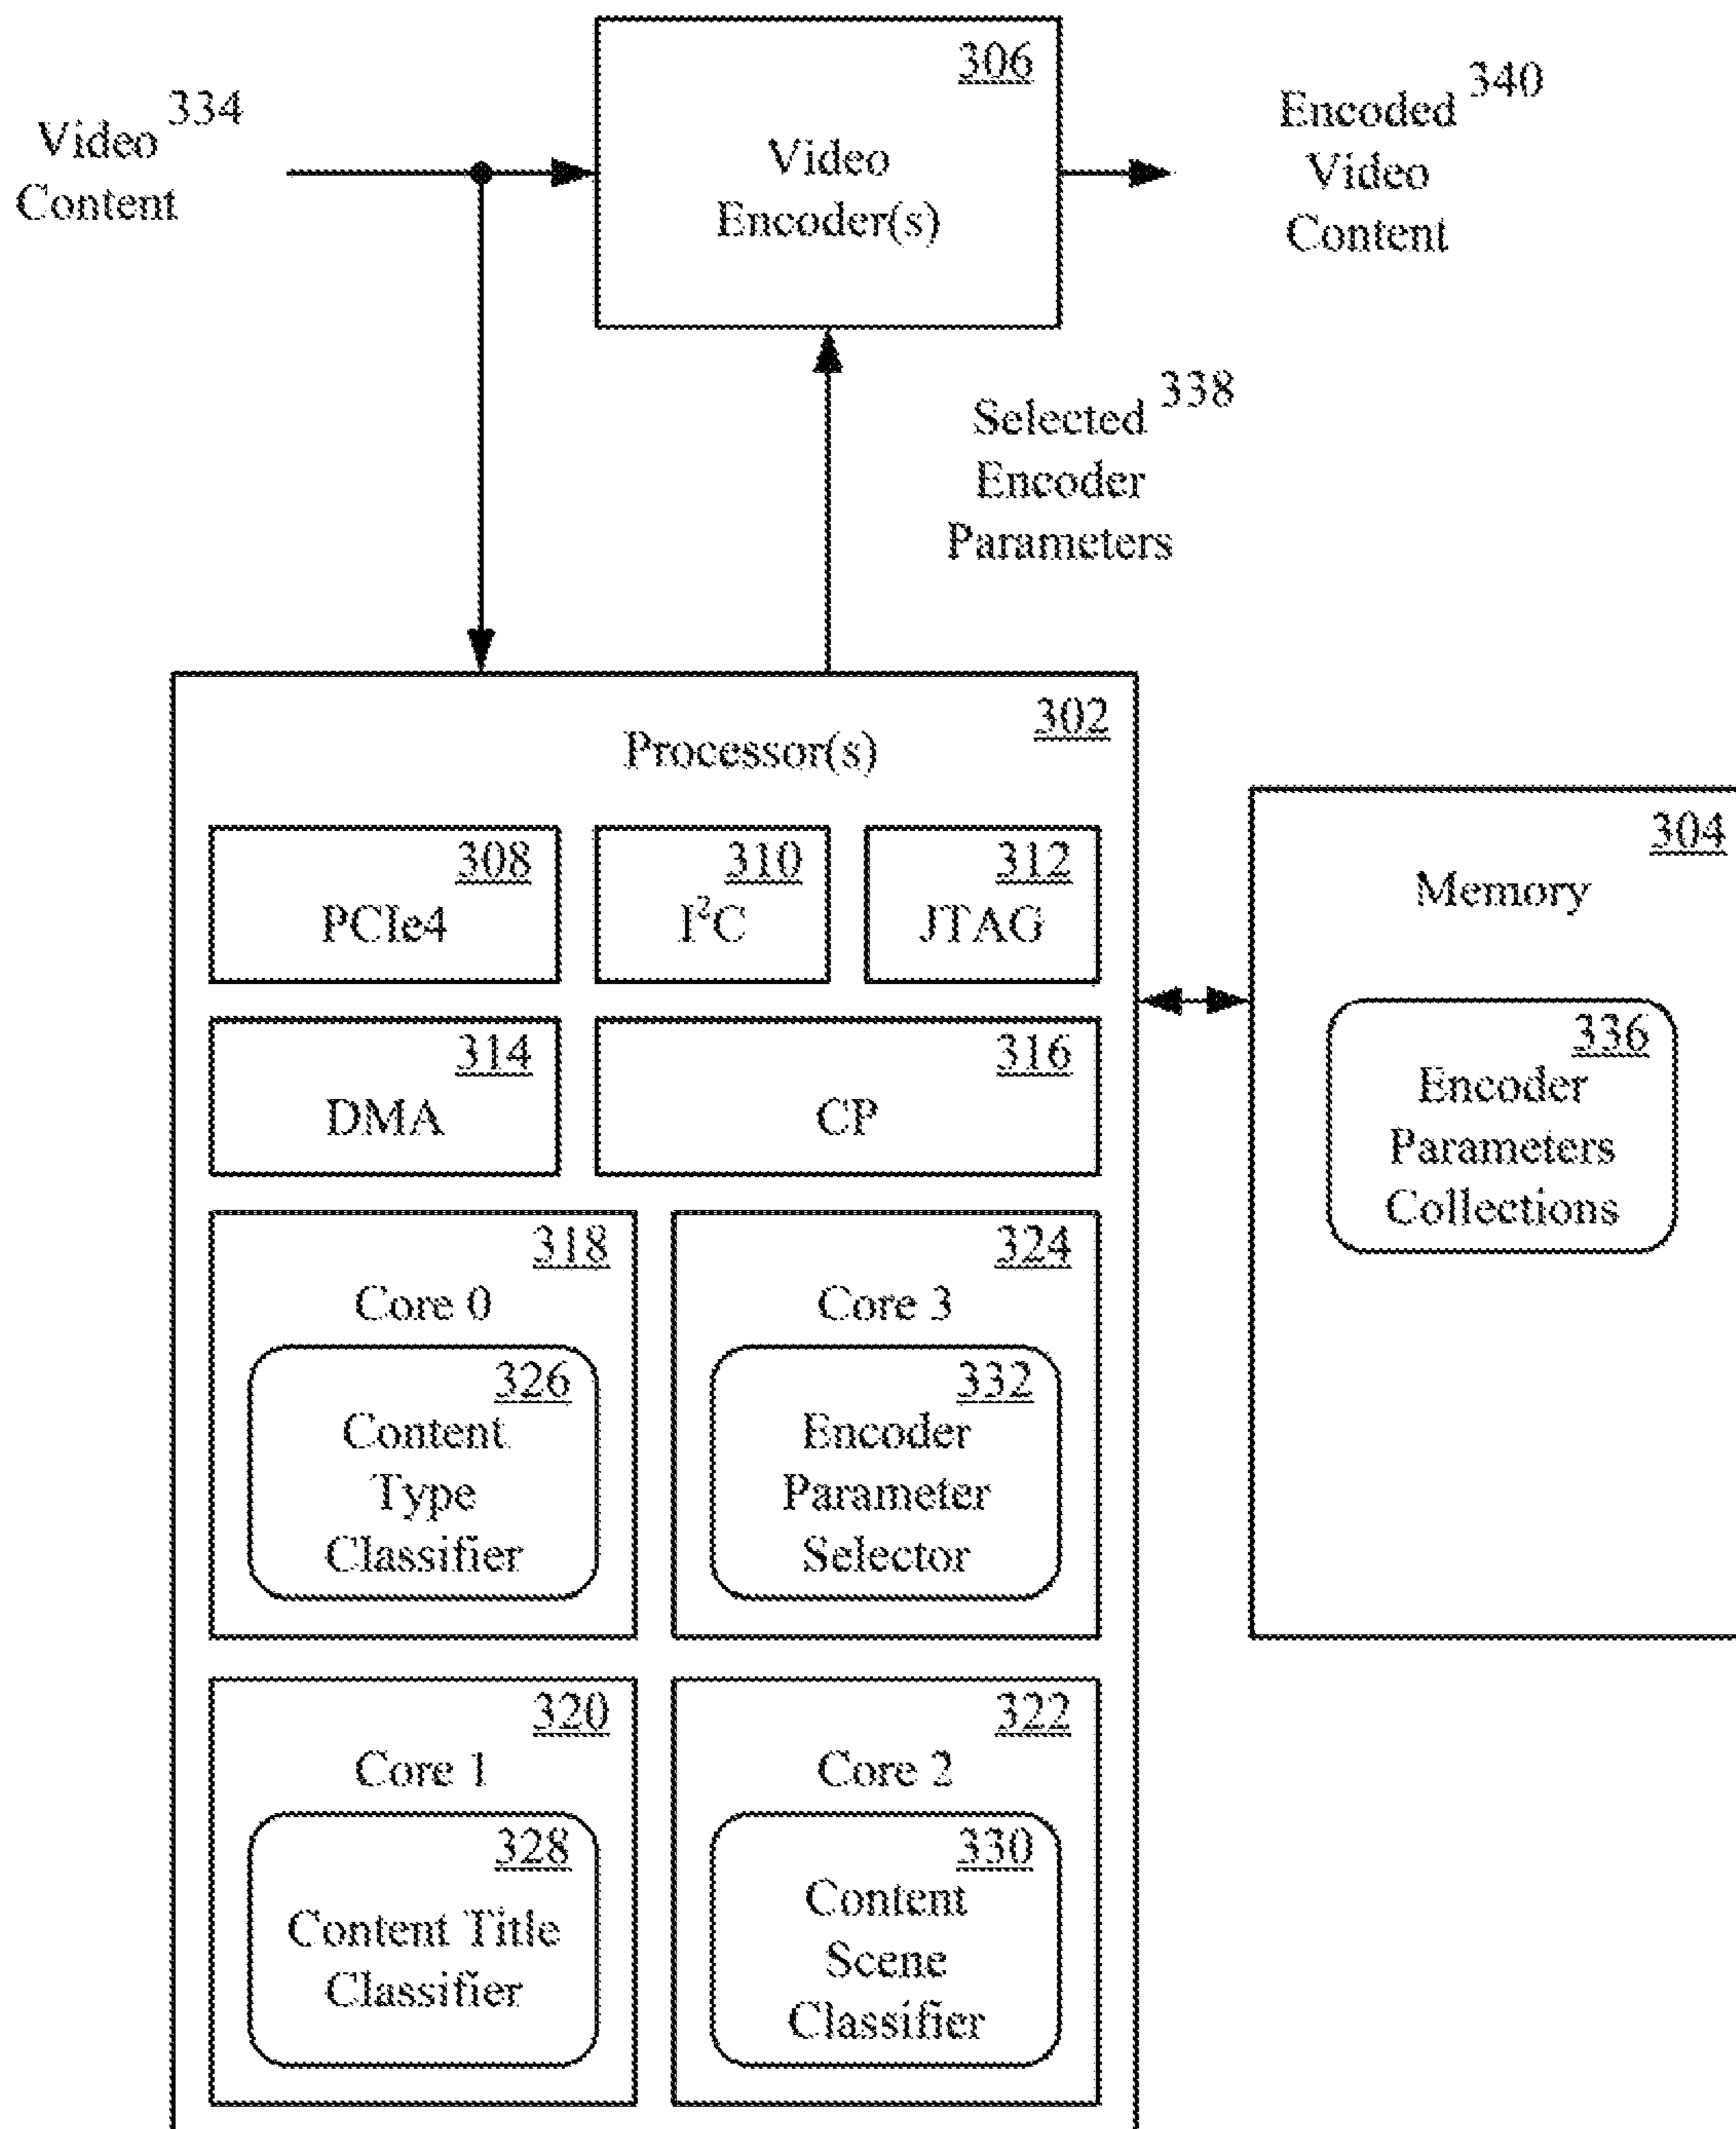 306
Video
Encoder(s)
Video 334
Content
Encoded 340
Video
Content
Selected 338
Encoder
Parameters
302
Processor(s)
308
PCIe4
310
I²C
312
JTAG
314
DMA
316
CP
304
Memory
336
Encoder
Parameters
Collections
318
Core 0
326
Content
Type
Classifier
324
Core 3
332
Encoder
Parameter
Selector
320
Core 1
328
Content Title
Classifier
322
Core 2
330
Content
Scene
Classifier